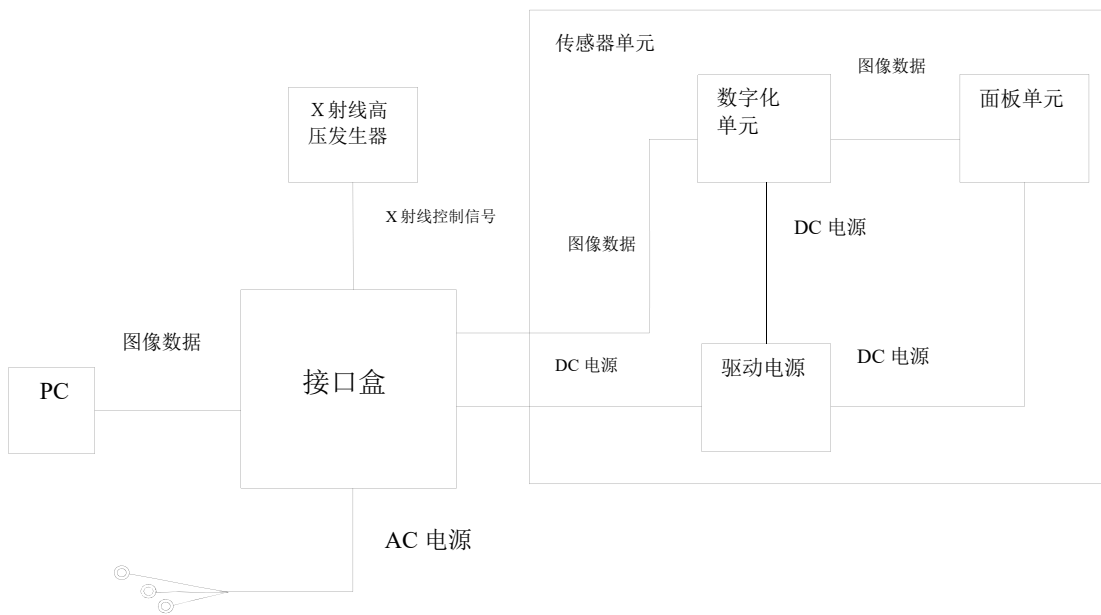 传感器单元
图像数据
X 射线高
压发生器
数字化
单元
面板单元
X 射线控制信号
DC 电源
图像数据
图像数据
DC 电源
DC 电源
驱动电源
接口盒
PC
AC 电源